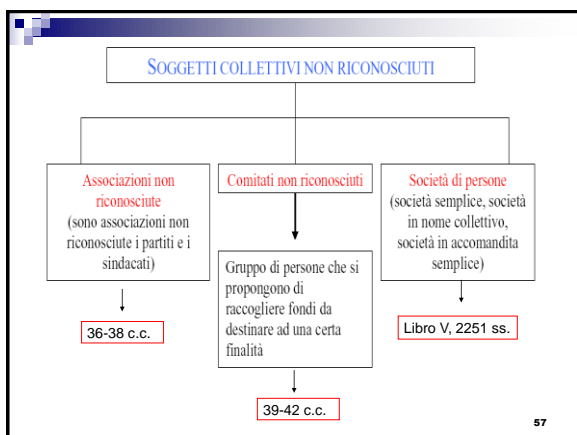 SOGGETTI COLLETTIVI NON RICONOSCIUTI
Associazioni non
riconosciute
(sono associazioni non
riconosciute i partiti e i
sindacati)
36-38 c.c.
Comitati non riconosciuti
Gruppo di persone che si
propongono di
raccogliere fondi da
destinare ad una certa
finalità
39-42 c.c.
Società di persone
(società semplice, società
in nome collettivo,
società in accomandita
semplice)
Libro V, 2251 ss.
57